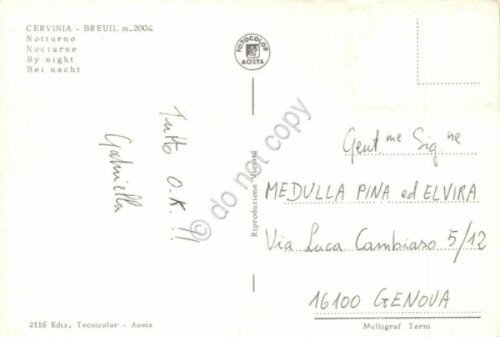 CERVINIA - BREUIL m. 2004
Notturno
Nocturne
By night
Bei nacht
FOTOCOLOR
AOSTA
Tutto O.K. !!
Gabriella
Riproduzione Vietata
Gent.me Sig.ne
MEDULLA PINA ed ELVIRA
Via Luca Cambiaso 5/12
16100 GENOVA
2116 Ediz. Tecnicolor - Aosta
Multigraf Terni
© do not copy